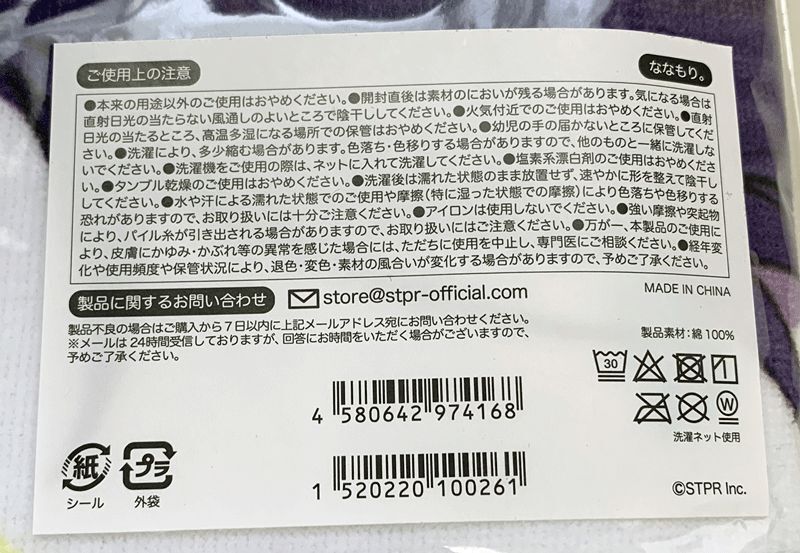 ご使用上の注意
ななもり。
●本来の用途以外のご使用はおやめください。●開封直後は素材のにおいが残る場合があります。気になる場合は
直射日光の当たらない風通しのよいところで陰干ししてください。●火気付近でのご使用はおやめください。●直射
日光の当たるところ、高温多湿になる場所での保管はおやめください。●幼児の手の届かないところに保管してくだ
さい。●洗濯により、多少縮む場合があります。色落ち・色移りする場合がありますので、他のものと一緒に洗濯しな
いでください。●洗濯機をご使用の際は、ネットに入れて洗濯してください。●塩素系漂白剤のご使用はおやめくださ
い。●タンブル乾燥のご使用はおやめください。●洗濯後は濡れた状態のまま放置せず、速やかに形を整えて陰干し
してください。●水や汗による濡れた状態でのご使用や摩擦（特に湿った状態での摩擦）により色落ちや色移りする
恐れがありますので、お取り扱いには十分ご注意ください。●アイロンは使用しないでください。●強い摩擦や突起物
により、パイル糸が引き出される場合がありますので、お取り扱いにはご注意ください。●万が一、本製品のご使用に
より、皮膚にかゆみ・かぶれ等の異常を感じた場合には、ただちに使用を中止し、専門医にご相談ください。●経年変
化や使用頻度や保管状況により、退色・変色・素材の風合いが変化する場合がありますので、予めご了承ください。
製品に関するお問い合わせ
store@stpr-official.com
MADE IN CHINA
製品不良の場合はご購入から7日以内に上記メールアドレス宛にお問い合わせください。
※メールは24時間受信しておりますが、回答にお時間をいただく場合がございますので、
予めご了承ください。
製品素材：綿100%
30
W
洗濯ネット使用
4 580642 974168
紙
シール
プラ
外袋
1 520220 100261
©STPR Inc.